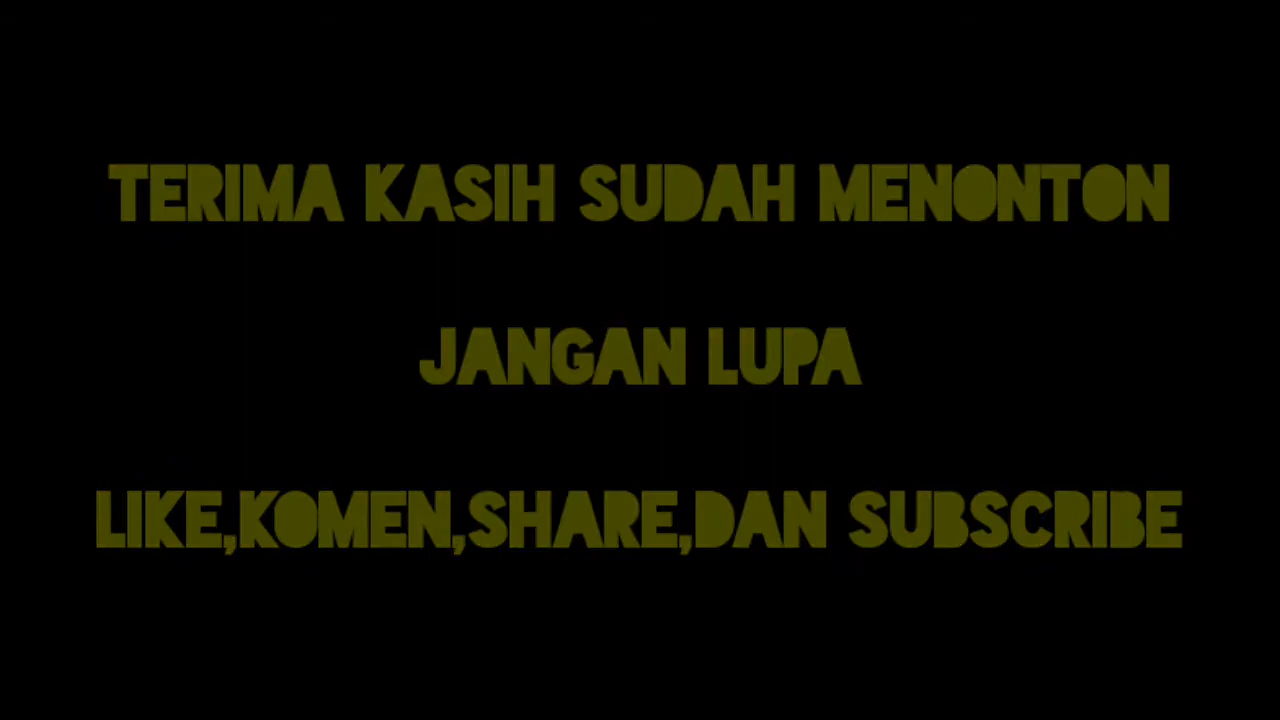 TERIMA KASIH SUDAH MENONTON
JANGAN LUPA
LIKE,KOMEN,SHARE,DAN SUBSCRIBE